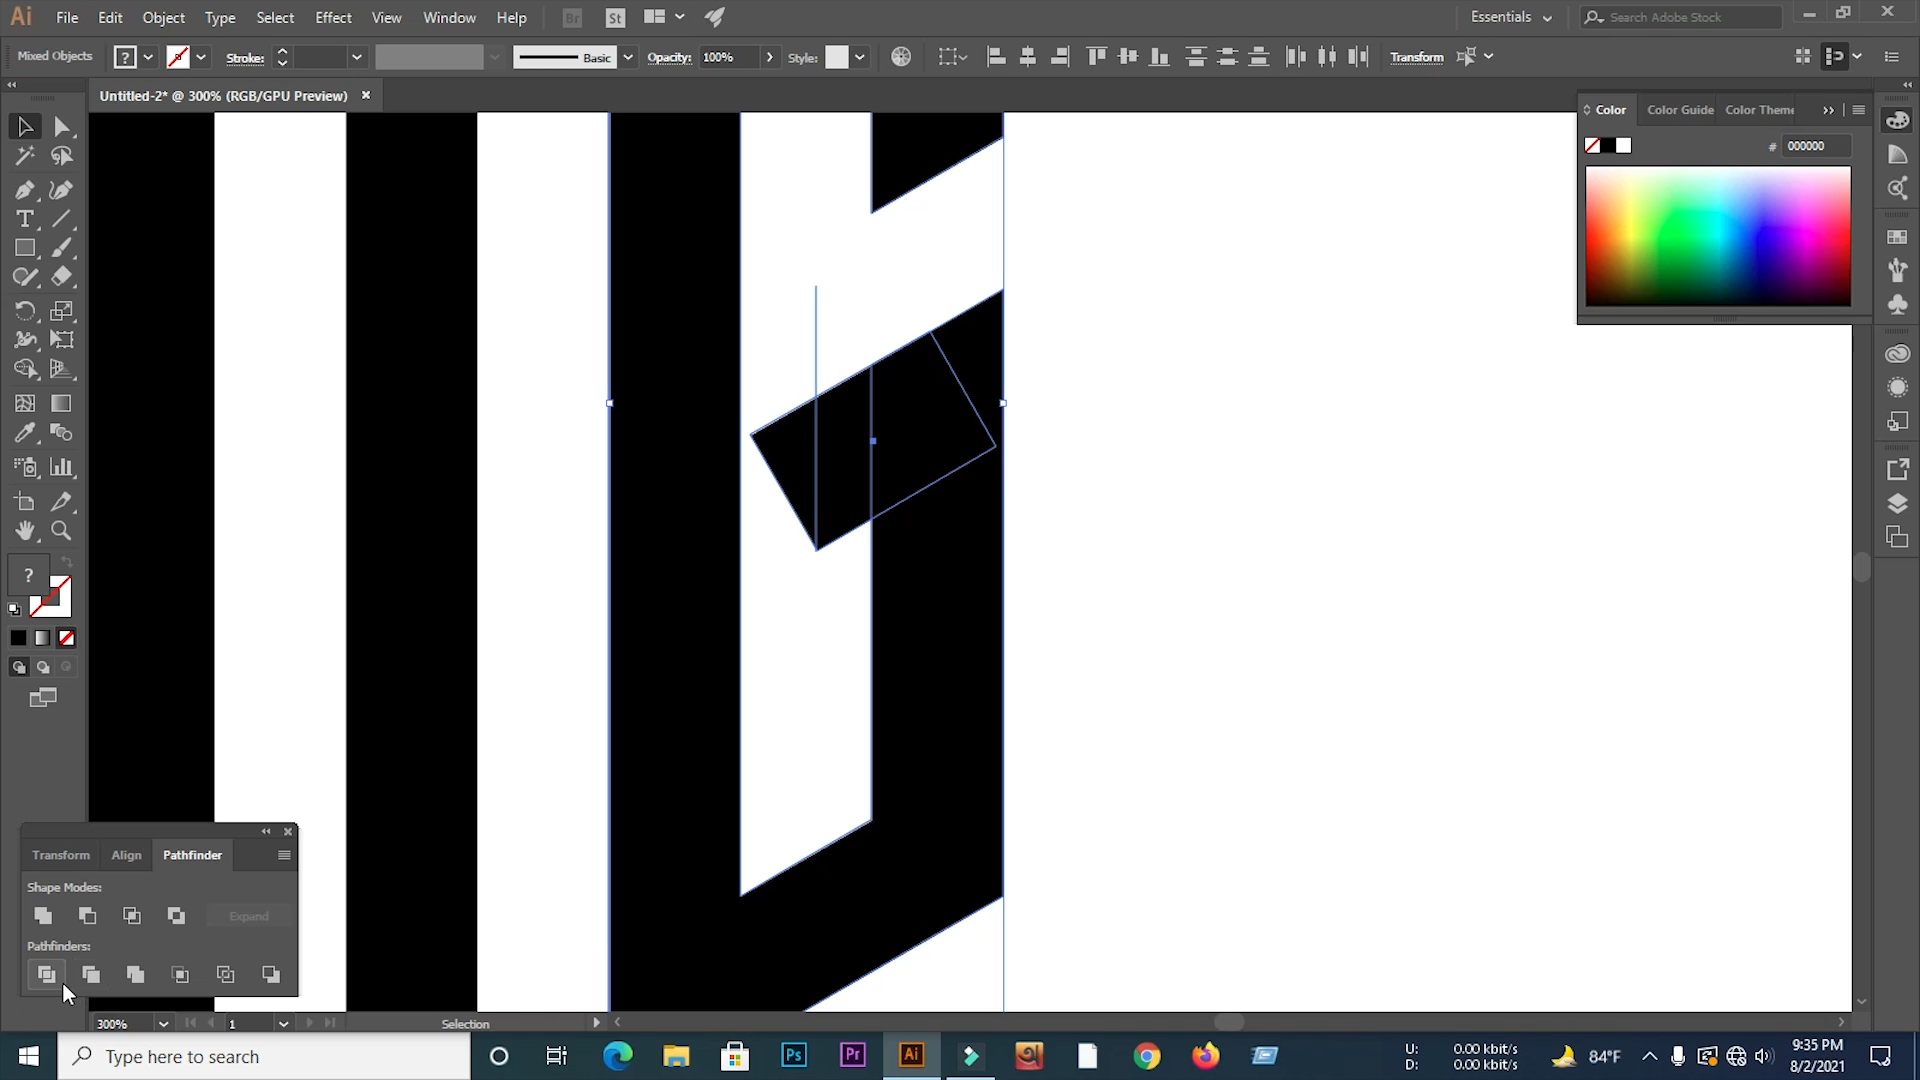 Ai File Edit Object Type Select Effect View Window Help Br St Essentials Search Adobe Stock
Mixed Objects ? Stroke: Basic Opacity: 100% Style: Transform
Untitled-2* @ 300% (RGB/GPU Preview)
Color Color Guide Color Theme
# 000000
?
Transform Align Pathfinder
Shape Modes:
Expand
Pathfinders:
300% 1 Selection
Type here to search
Ps Pr Ai
U: 0.00 kbit/s
D: 0.00 kbit/s
84°F
9:35 PM
8/2/2021